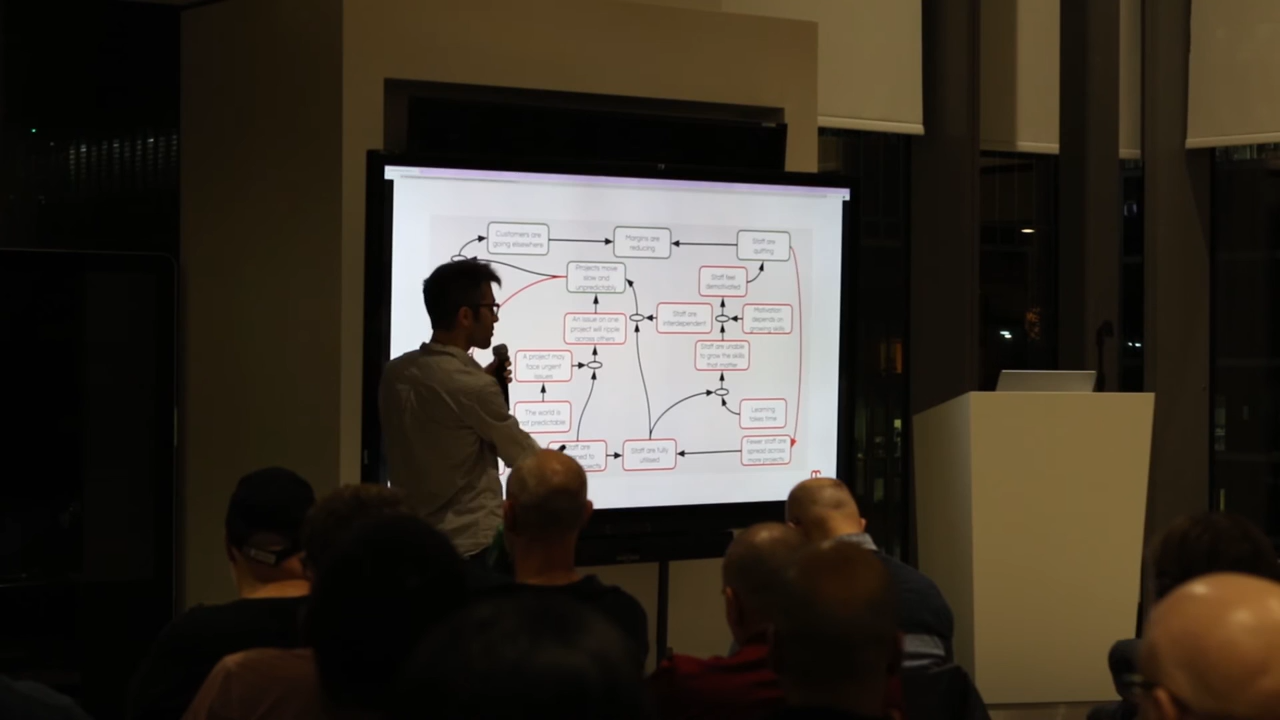 Customers are
going elsewhere
Margins are
reducing
Staff are
quitting
Projects move
slow and
unpredictably
Staff feel
demotivated
An issue on one
project will ripple
across others
Staff are
interdependent
Motivation
depends on
growing skills
A project may
face urgent
issues
Staff are unable
to grow the skills
that matter
The world is
not predictable
Learning
takes time
Staff are
Staff are fully
utilised
Fewer staff are
spread across
more projects